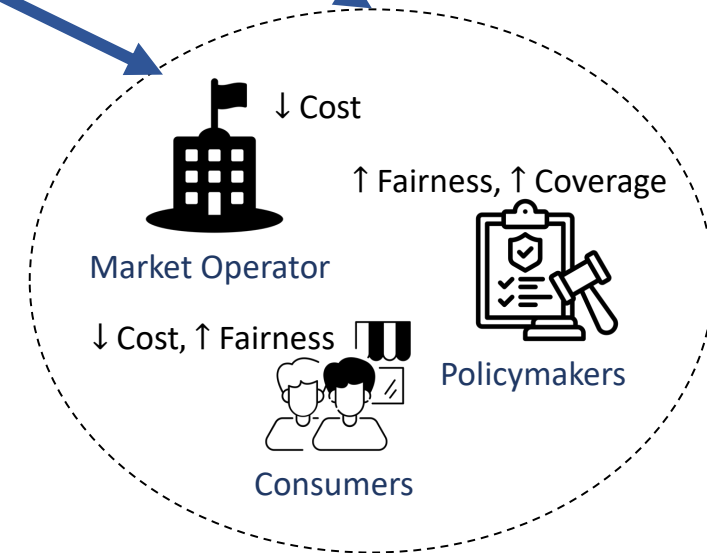 ↓ Cost
↑ Fairness, ↑ Coverage
Market Operator
↓ Cost, ↑ Fairness
Policymakers
Consumers